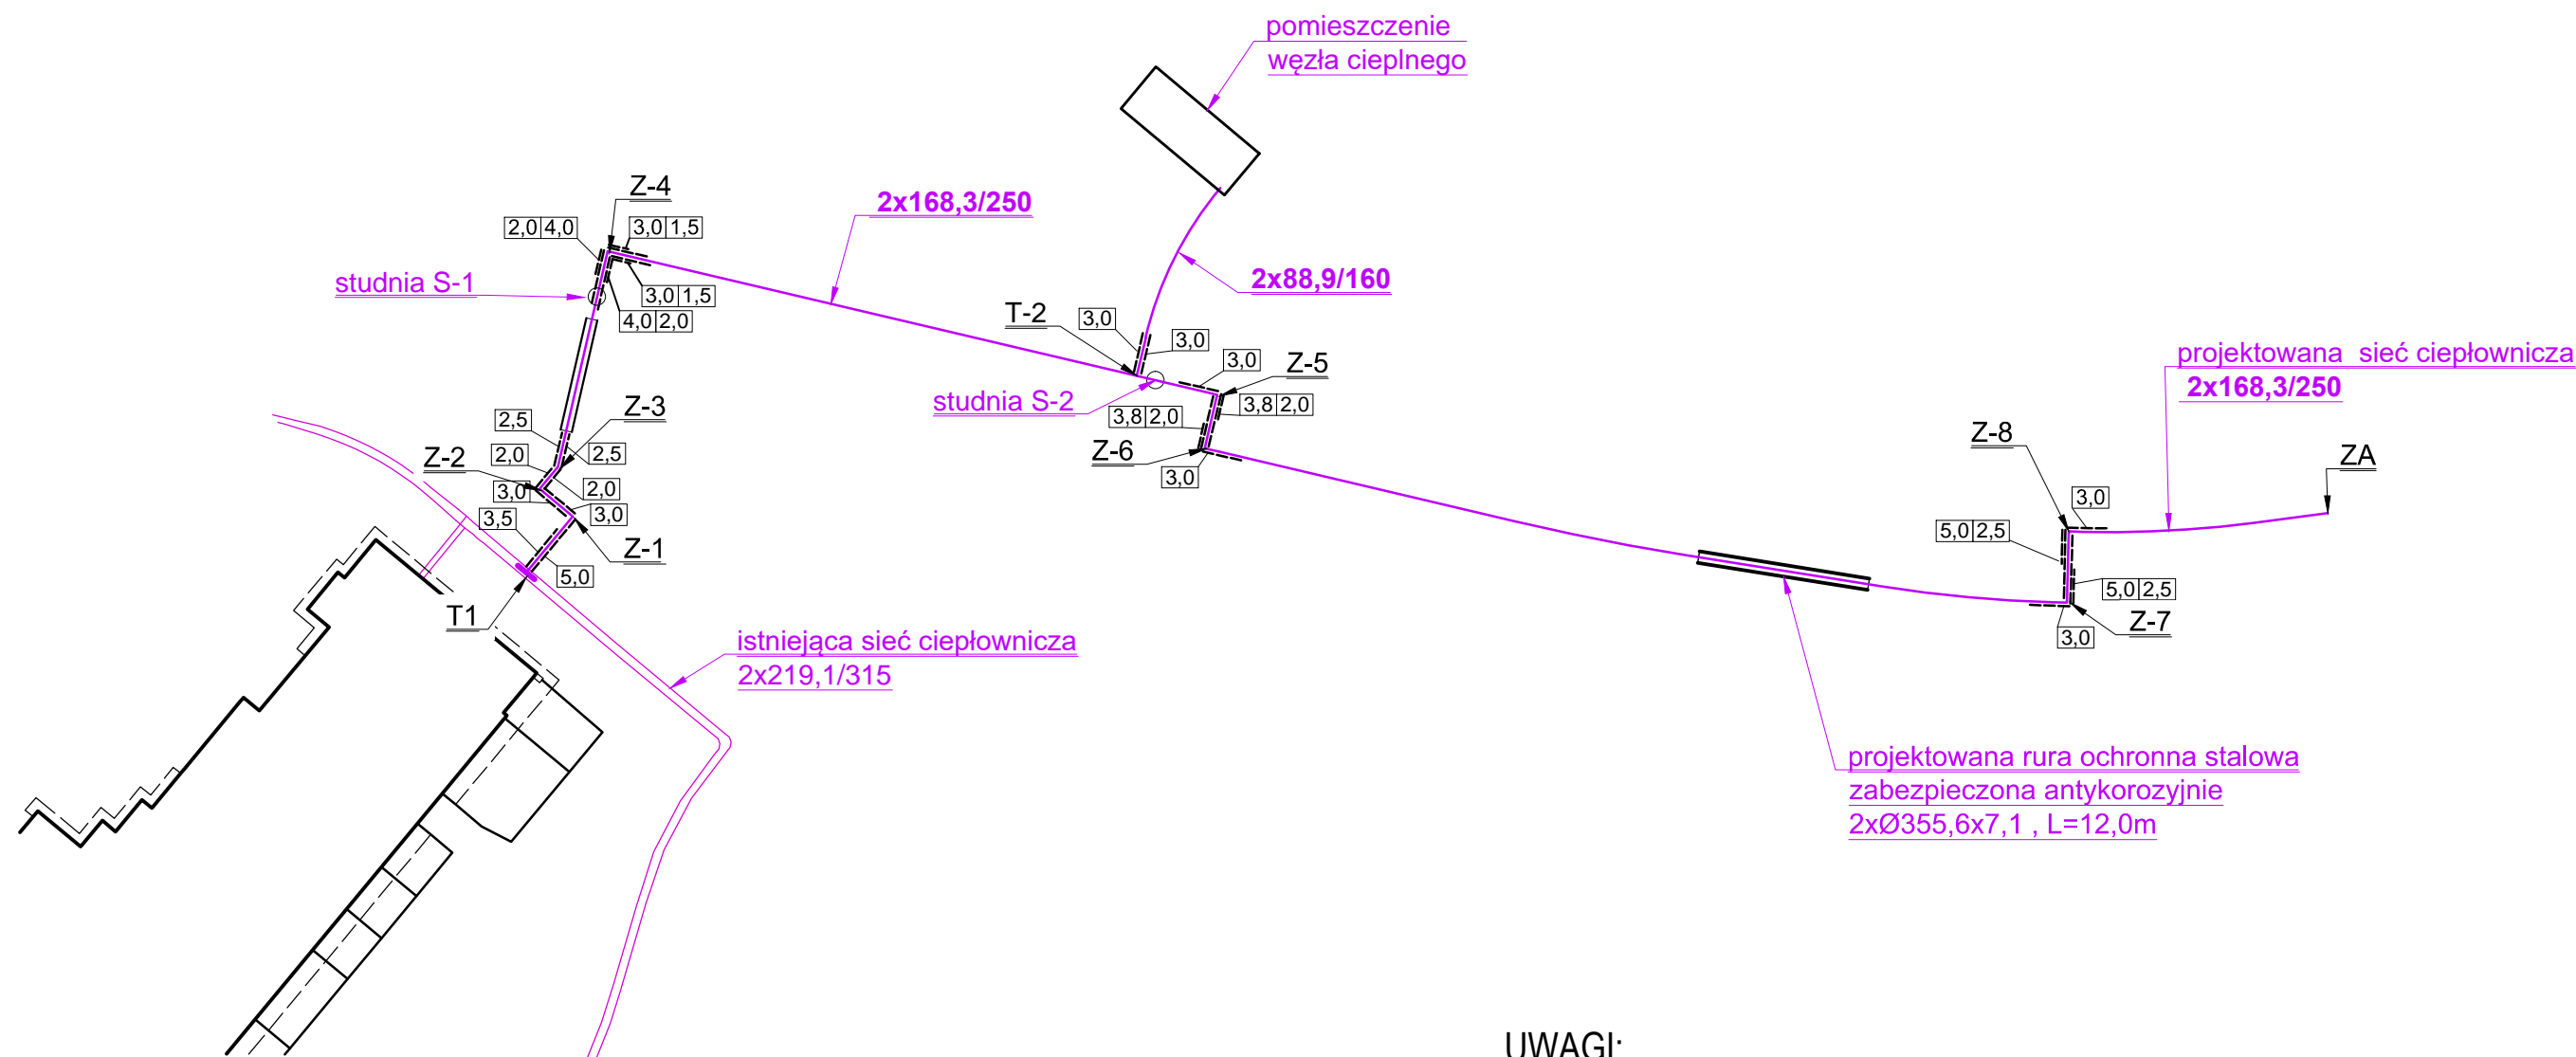 pomieszczenie
węzła cieplnego
Z-4
2x168,3/250
2,0 4,0
3,0 1,5
studnia S-1
2x88,9/160
3,0 1,5
4,0 2,0
T-2
3,0
3,0
3,0
Z-5
projektowana sieć ciepłownicza
2x168,3/250
studnia S-2
3,8 2,0
3,8 2,0
Z-3
2,5
Z-2
2,0
2,5
Z-6
3,0
Z-8
ZA
3,0
2,0
3,0
3,5
3,0
5,0 2,5
Z-1
5,0
5,0 2,5
T1
Z-7
3,0
istniejąca sieć ciepłownicza
2x219,1/315
projektowana rura ochronna stalowa
zabezpieczona antykorozyjnie
2xØ355,6x7,1 , L=12,0m
UWAGI: